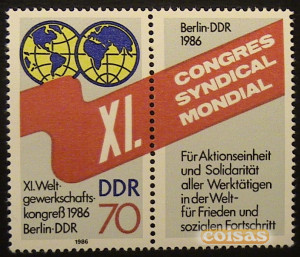 XI.
XI. Welt-
gewerkschafts-
kongreß 1986
Berlin·DDR
DDR
70
1986
Berlin-DDR
1986
CONGRES
SYNDICAL
MONDIAL
Für Aktionseinheit
und Solidarität
aller Werktätigen
in der Welt-
für Frieden und
sozialen Fortschritt
coisas